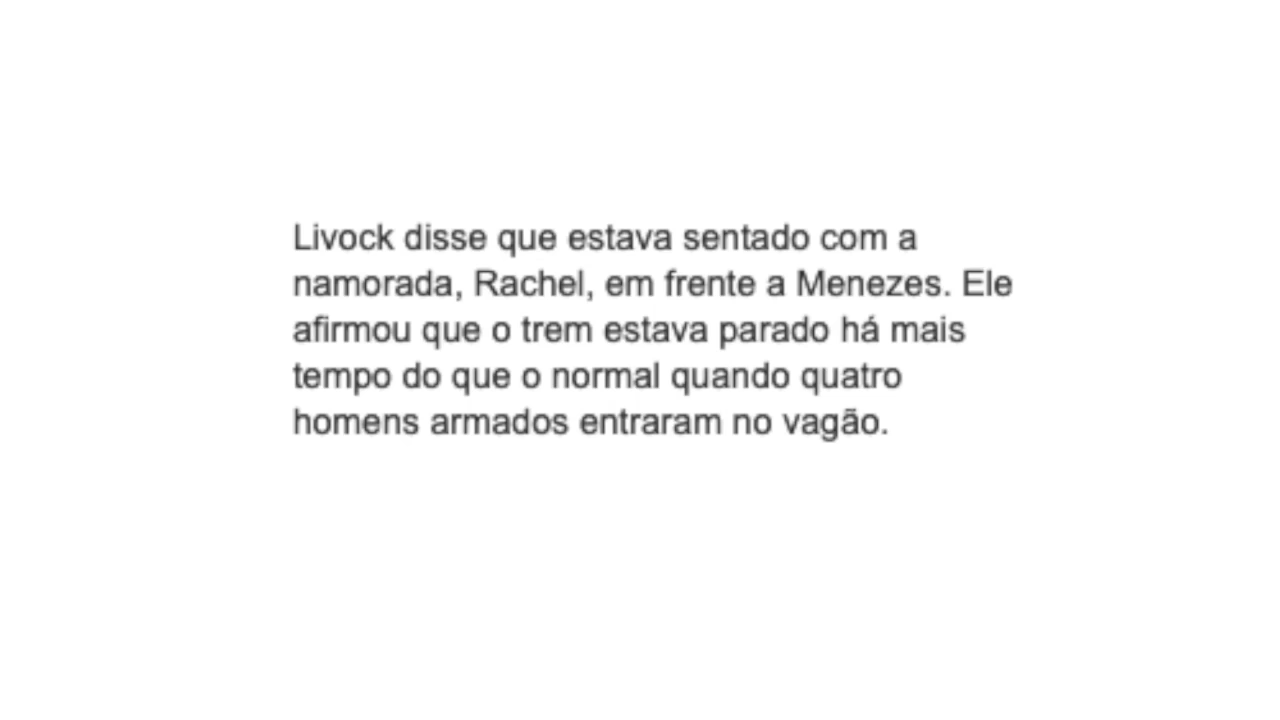 Livock disse que estava sentado com a
namorada, Rachel, em frente a Menezes. Ele
afirmou que o trem estava parado há mais
tempo do que o normal quando quatro
homens armados entraram no vagão.